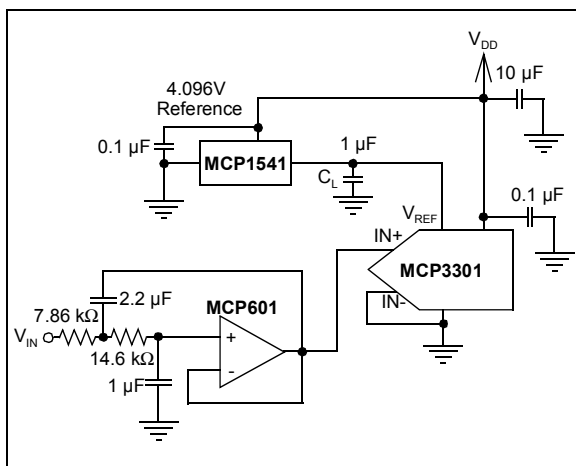 V_DD
10 µF
4.096V
Reference
0.1 µF
MCP1541
1 µF
C_L
0.1 µF
V_REF
IN+
MCP3301
IN-
2.2 µF
MCP601
7.86 kΩ
V_IN
14.6 kΩ
+
-
1 µF